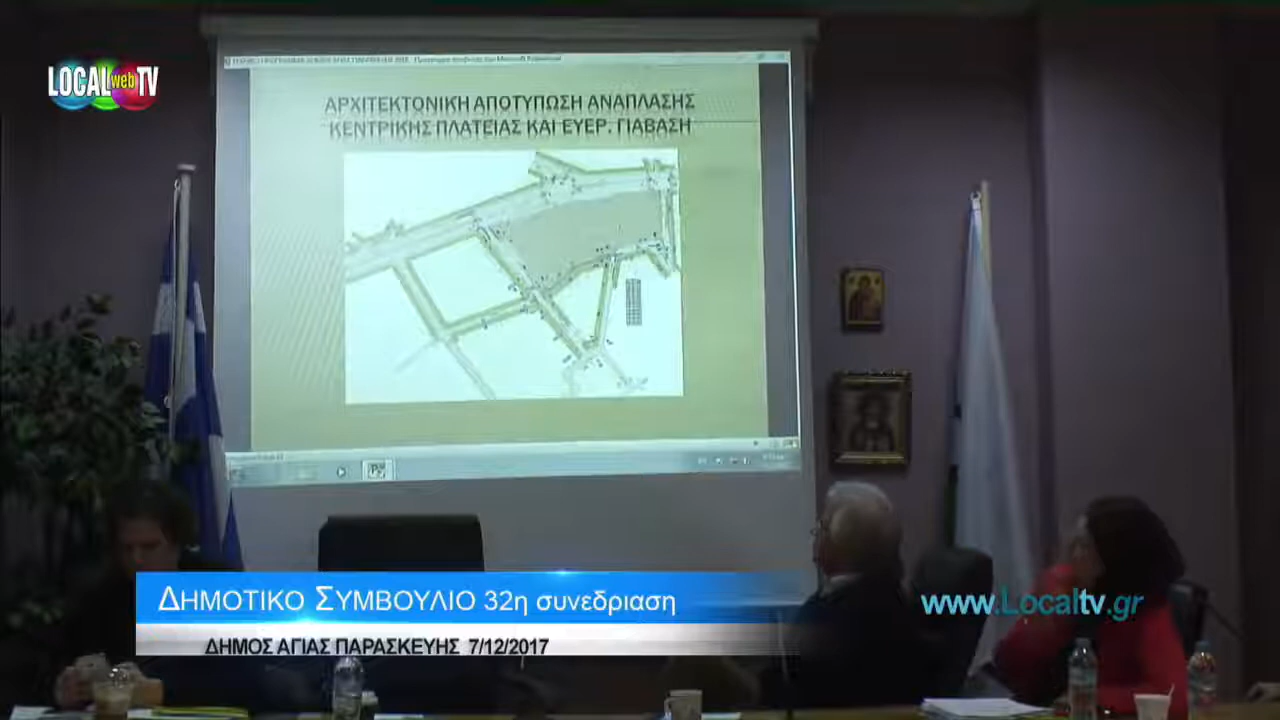 LOCAL web TV
ΑΡΧΙΤΕΚΤΟΝΙΚΗ ΑΠΟΤΥΠΩΣΗ ΑΝΑΠΛΑΣΗΣ
ΚΕΝΤΡΙΚΗΣ ΠΛΑΤΕΙΑΣ ΚΑΙ ΕΥΕΡ. ΓΙΑΒΑΣΗ
ΔΗΜΟΤΙΚΟ ΣΥΜΒΟΥΛΙΟ 32η συνεδριαση
www.Localtv.gr
ΔΗΜΟΣ ΑΓΙΑΣ ΠΑΡΑΣΚΕΥΗΣ 7/12/2017